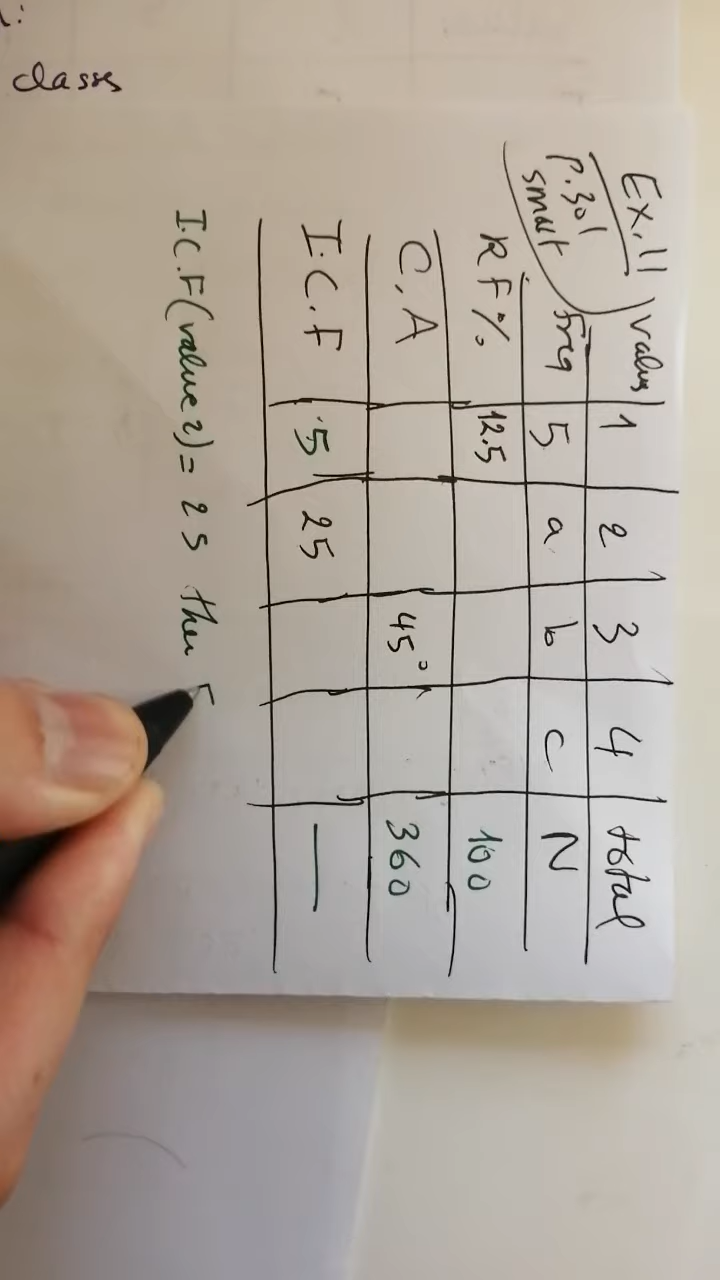 classes
Ex.11
P.301
smart
value 1 2 3 4 total
freq 5 a b c N
RF% 12.5 100
C.A 45° 360
I.C.F 5 25 —
I.C.F(value 2) = 25 then 5